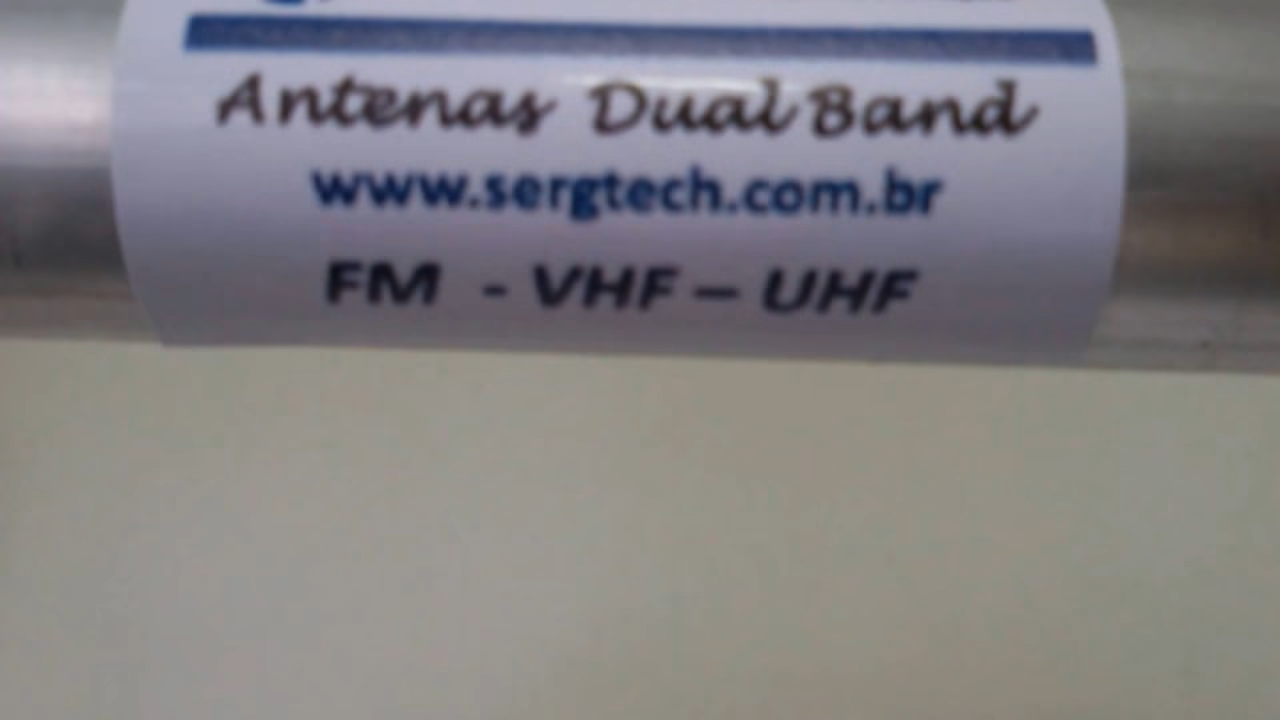 Antenas Dual Band
www.sergtech.com.br
FM - VHF – UHF